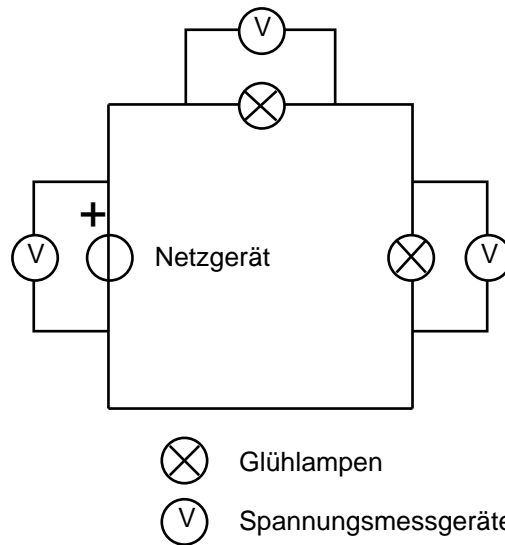 V
+
V
Netzgerät
V
Glühlampen
V
Spannungsmessgeräte